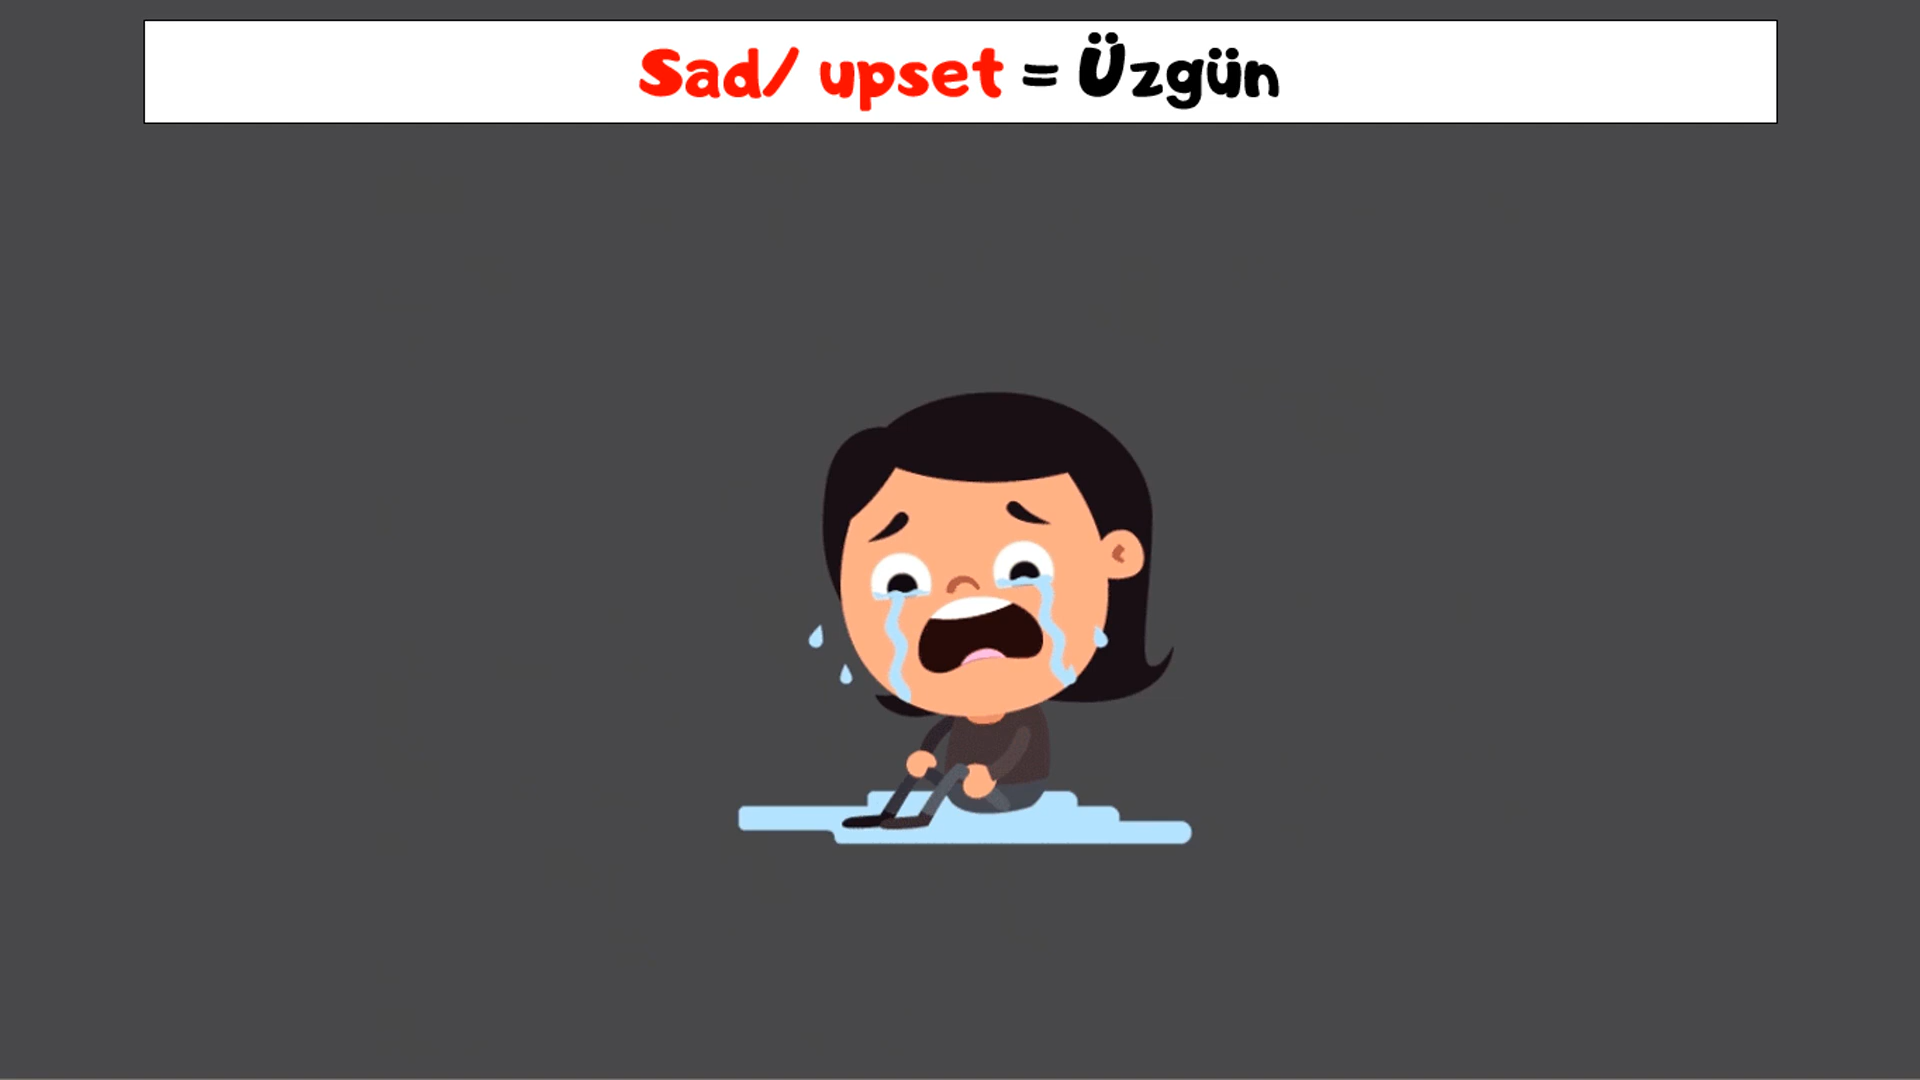 Sad/ upset = Üzgün